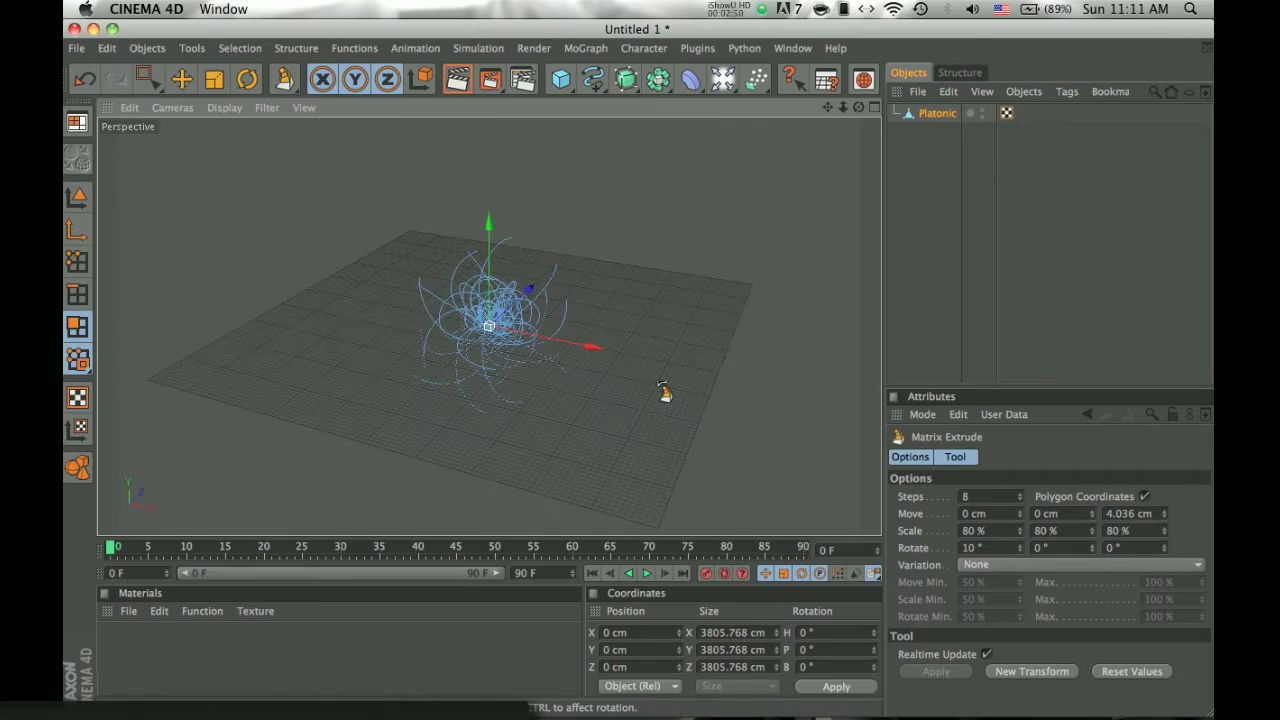 CINEMA 4D Window
iShowU HD
00:02:50
7
(89%) Sun 11:11 AM
Untitled 1 *
File Edit Objects Tools Selection Structure Functions Animation Simulation Render MoGraph Character Plugins Python Window Help
X Y Z
Objects Structure
Edit Cameras Display Filter View
File Edit View Objects Tags Bookma
Perspective
Platonic
Attributes
Mode Edit User Data
Matrix Extrude
Options Tool
Options
Steps 8 Polygon Coordinates
Move 0 cm 0 cm 4.036 cm
Scale 80 % 80 % 80 %
Rotate 10 ° 0 ° 0 °
Variation: None
Move Min. 50 % Max. 100 %
Scale Min. 50 % Max. 100 %
Rotate Min. 50 % Max. 100 %
Tool
Realtime Update
Apply New Transform Reset Values
Y Z X
0 5 10 15 20 25 30 35 40 45 50 55 60 65 70 75 80 85 90 0 F
0 F 0 F 90 F 90 F
Materials
File Edit Function Texture
Coordinates
Position Size Rotation
X 0 cm X 3805.768 cm H 0 °
Y 0 cm Y 3805.768 cm P 0 °
Z 0 cm Z 3805.768 cm B 0 °
Object (Rel) Size Apply
AXON
CINEMA 4D
CTRL to affect rotation.